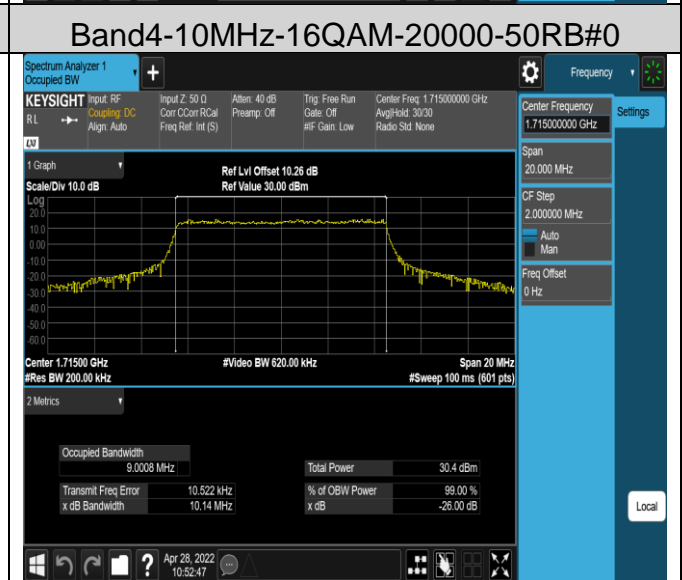 Band4-10MHz-16QAM-20000-50RB#0
Spectrum Analyzer 1
Occupied BW
+
Frequency
KEYSIGHT
RL
Input: RF
Coupling: DC
Align: Auto
Input Z: 50 Ω
Corr CCorr RCal
Freq Ref: Int (S)
Atten: 40 dB
Preamp: Off
Trig: Free Run
Gate: Off
#IF Gain: Low
Center Freq: 1.715000000 GHz
Avg|Hold: 30/30
Radio Std: None
LXI
Center Frequency
1.715000000 GHz
Settings
Span
20.000 MHz
CF Step
2.000000 MHz
Auto
Man
Freq Offset
0 Hz
Local
1 Graph
Scale/Div 10.0 dB
Ref Lvl Offset 10.26 dB
Ref Value 30.00 dBm
Log
20.0
10.0
0.00
-10.0
-20.0
-30.0
-40.0
-50.0
-60.0
Center 1.71500 GHz
#Video BW 620.00 kHz
Span 20 MHz
#Res BW 200.00 kHz
#Sweep 100 ms (601 pts)
2 Metrics
Occupied Bandwidth
9.0008 MHz
Total Power 30.4 dBm
Transmit Freq Error 10.522 kHz
% of OBW Power 99.00 %
x dB Bandwidth 10.14 MHz
x dB -26.00 dB
?
Apr 28, 2022
10:52:47